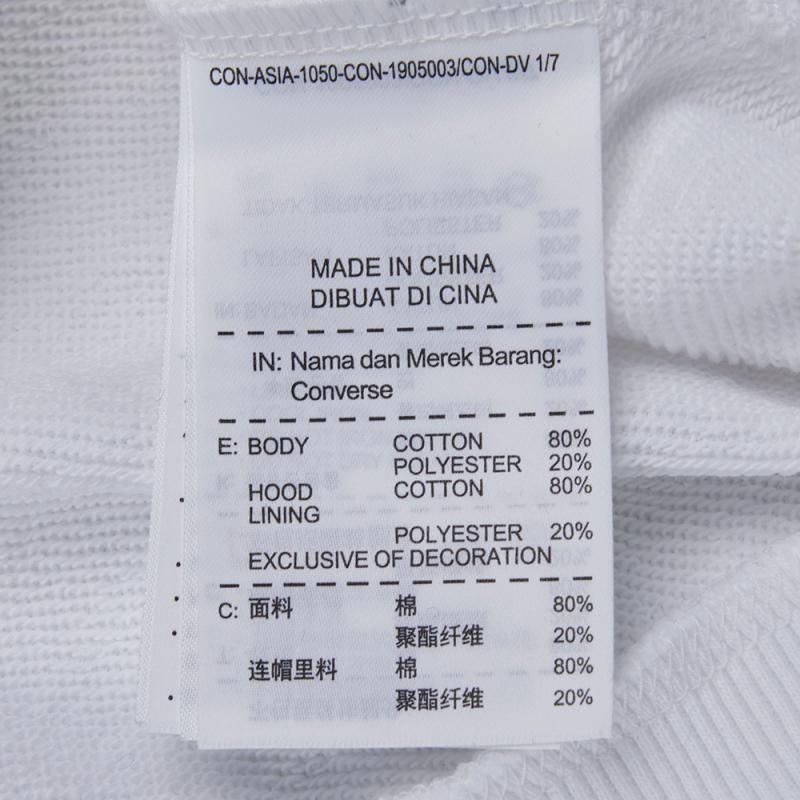 CON-ASIA-1050-CON-1905003/CON-DV 1/7
MADE IN CHINA
DIBUAT DI CINA
IN: Nama dan Merek Barang:
Converse
E: BODY COTTON 80%
POLYESTER 20%
HOOD COTTON 80%
LINING
POLYESTER 20%
EXCLUSIVE OF DECORATION
C: 面料 棉 80%
聚酯纤维 20%
连帽里料 棉 80%
聚酯纤维 20%